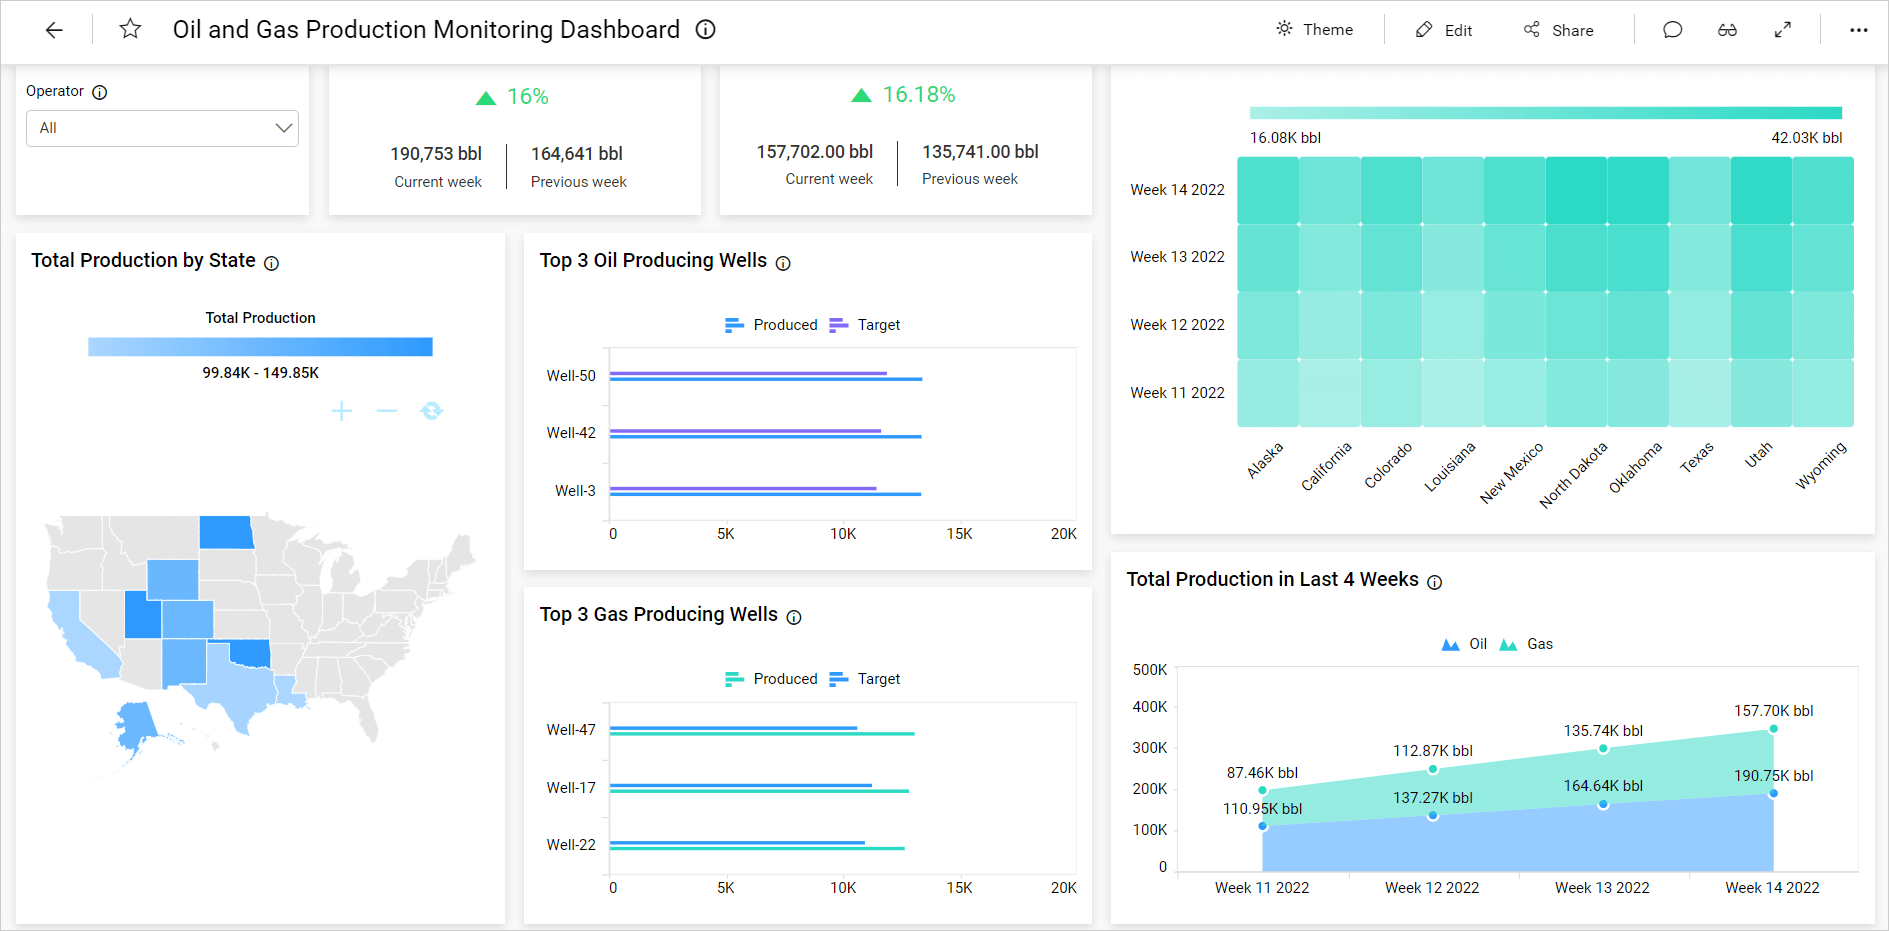 Oil and Gas Production Monitoring Dashboard
Theme
Edit
Share
Operator
All
16%
190,753 bbl
164,641 bbl
Current week
Previous week
16.18%
157,702.00 bbl
135,741.00 bbl
Current week
Previous week
16.08K bbl
42.03K bbl
Week 14 2022
Week 13 2022
Week 12 2022
Week 11 2022
Alaska
California
Colorado
Louisiana
New Mexico
North Dakota
Oklahoma
Texas
Utah
Wyoming
Total Production by State
Total Production
99.84K - 149.85K
Top 3 Oil Producing Wells
Produced
Target
Well-50
Well-42
Well-3
0
5K
10K
15K
20K
Top 3 Gas Producing Wells
Produced
Target
Well-47
Well-17
Well-22
0
5K
10K
15K
20K
Total Production in Last 4 Weeks
Oil
Gas
500K
400K
300K
200K
100K
0
87.46K bbl
112.87K bbl
135.74K bbl
157.70K bbl
110.95K bbl
137.27K bbl
164.64K bbl
190.75K bbl
Week 11 2022
Week 12 2022
Week 13 2022
Week 14 2022